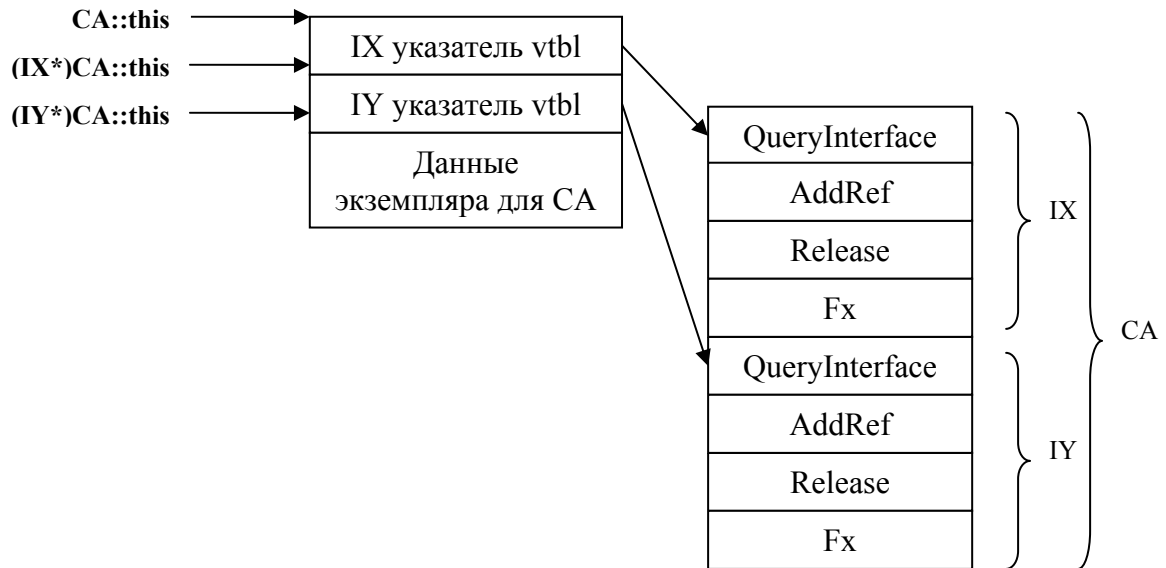 CA::this
IX указатель vtbl
(IX*)CA::this
(IY*)CA::this
IY указатель vtbl
Данные
экземпляра для CA
QueryInterface
AddRef
Release
Fx
QueryInterface
AddRef
Release
Fx
IX
IY
CA